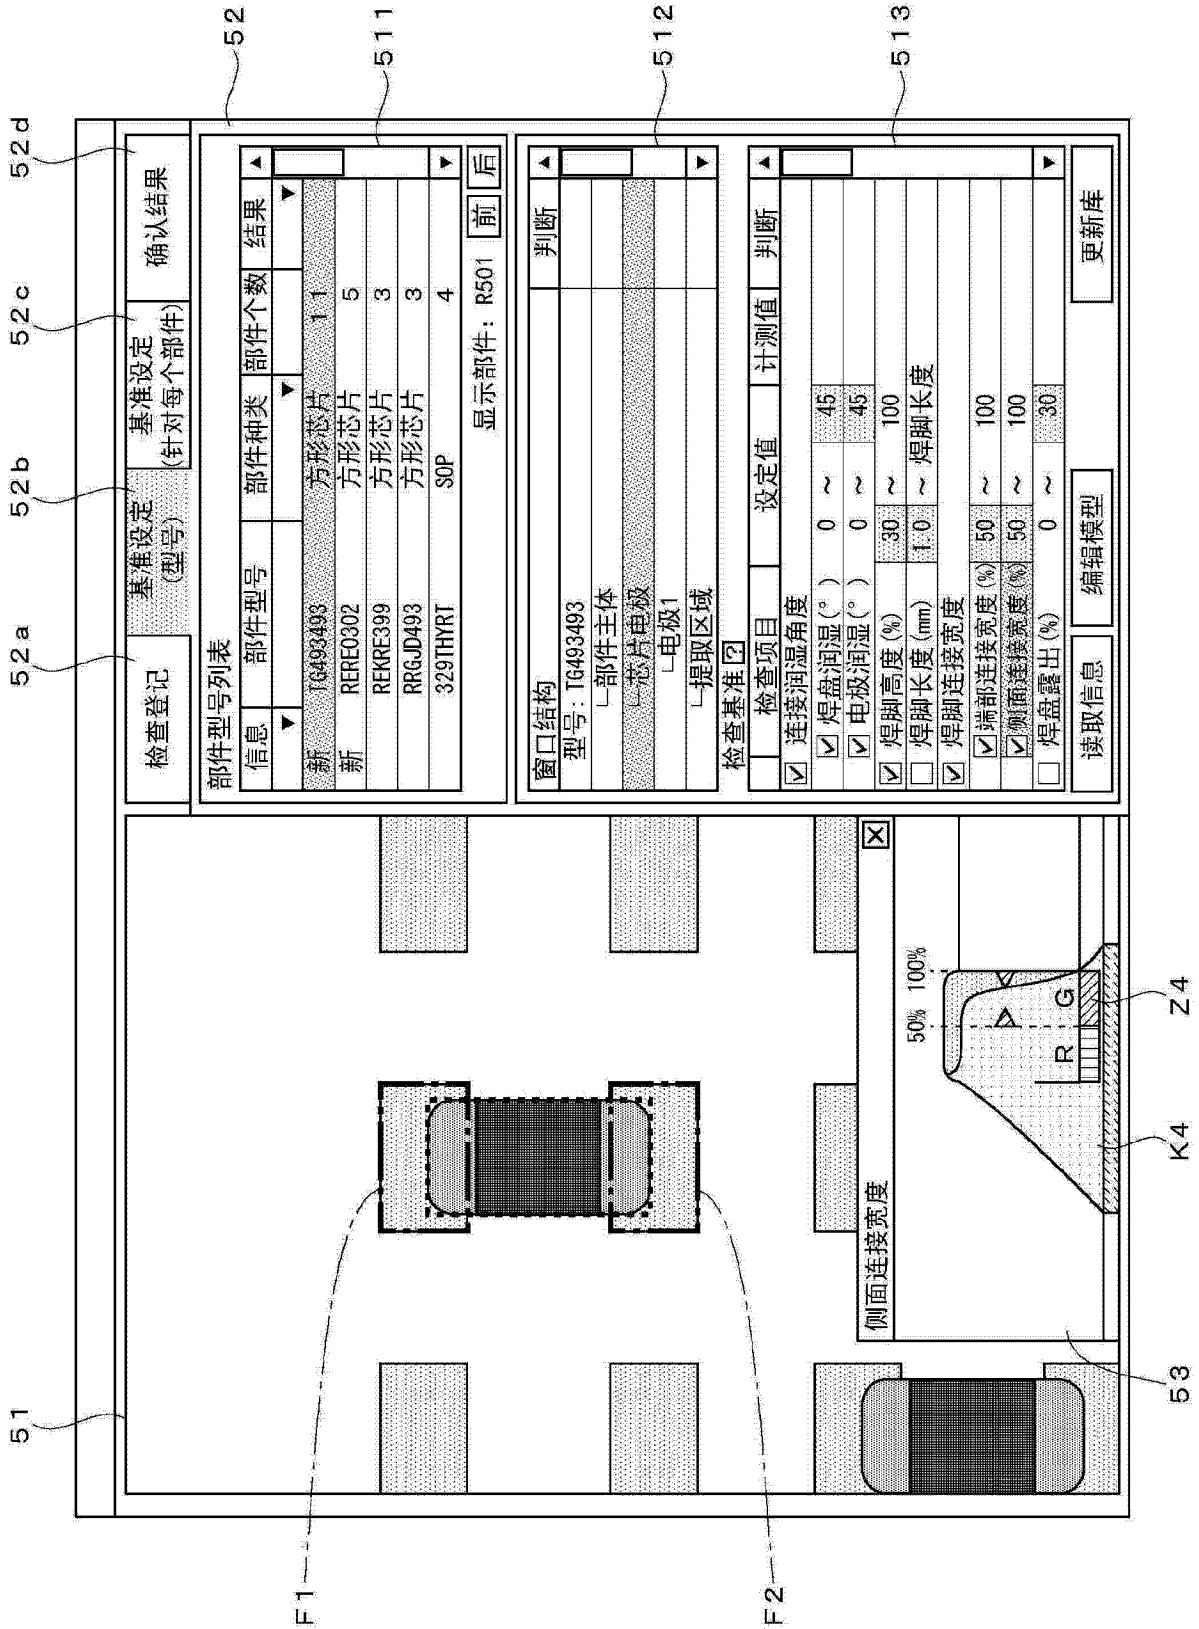 51
52a
52b
52c
52d
52
检查登记
基准设定
(型号)
基准设定
(针对每个部件)
确认结果
部件型号列表
信息 部件型号 部件种类 部件个数 结果
▼ ▼ ▼
新 TG493493 方形芯片 11
新 RERE0302 方形芯片 5
REKRE399 方形芯片 3
RRGJD493 方形芯片 3
329THYRT SOP 4
显示部件：R501 前 后
511
窗口结构 判断
型号：TG493493
└部件主体
└芯片电极
└电极1
└提取区域
512
检查基准 ?
检查项目 设定值 计测值 判断
连接润湿角度
焊盘润湿(°) 0 ～ 45
电极润湿(°) 0 ～ 45
焊脚高度(%) 30 ～ 100
焊脚长度(mm) 1.0 ～ 焊脚长度
焊脚连接宽度
端部连接宽度(%) 50 ～ 100
侧面连接宽度(%) 50 ～ 100
焊盘露出(%) 0 ～ 30
513
读取信息 编辑模型 更新库
侧面连接宽度
50% 100%
R G
F1
F2
53
K4
Z4